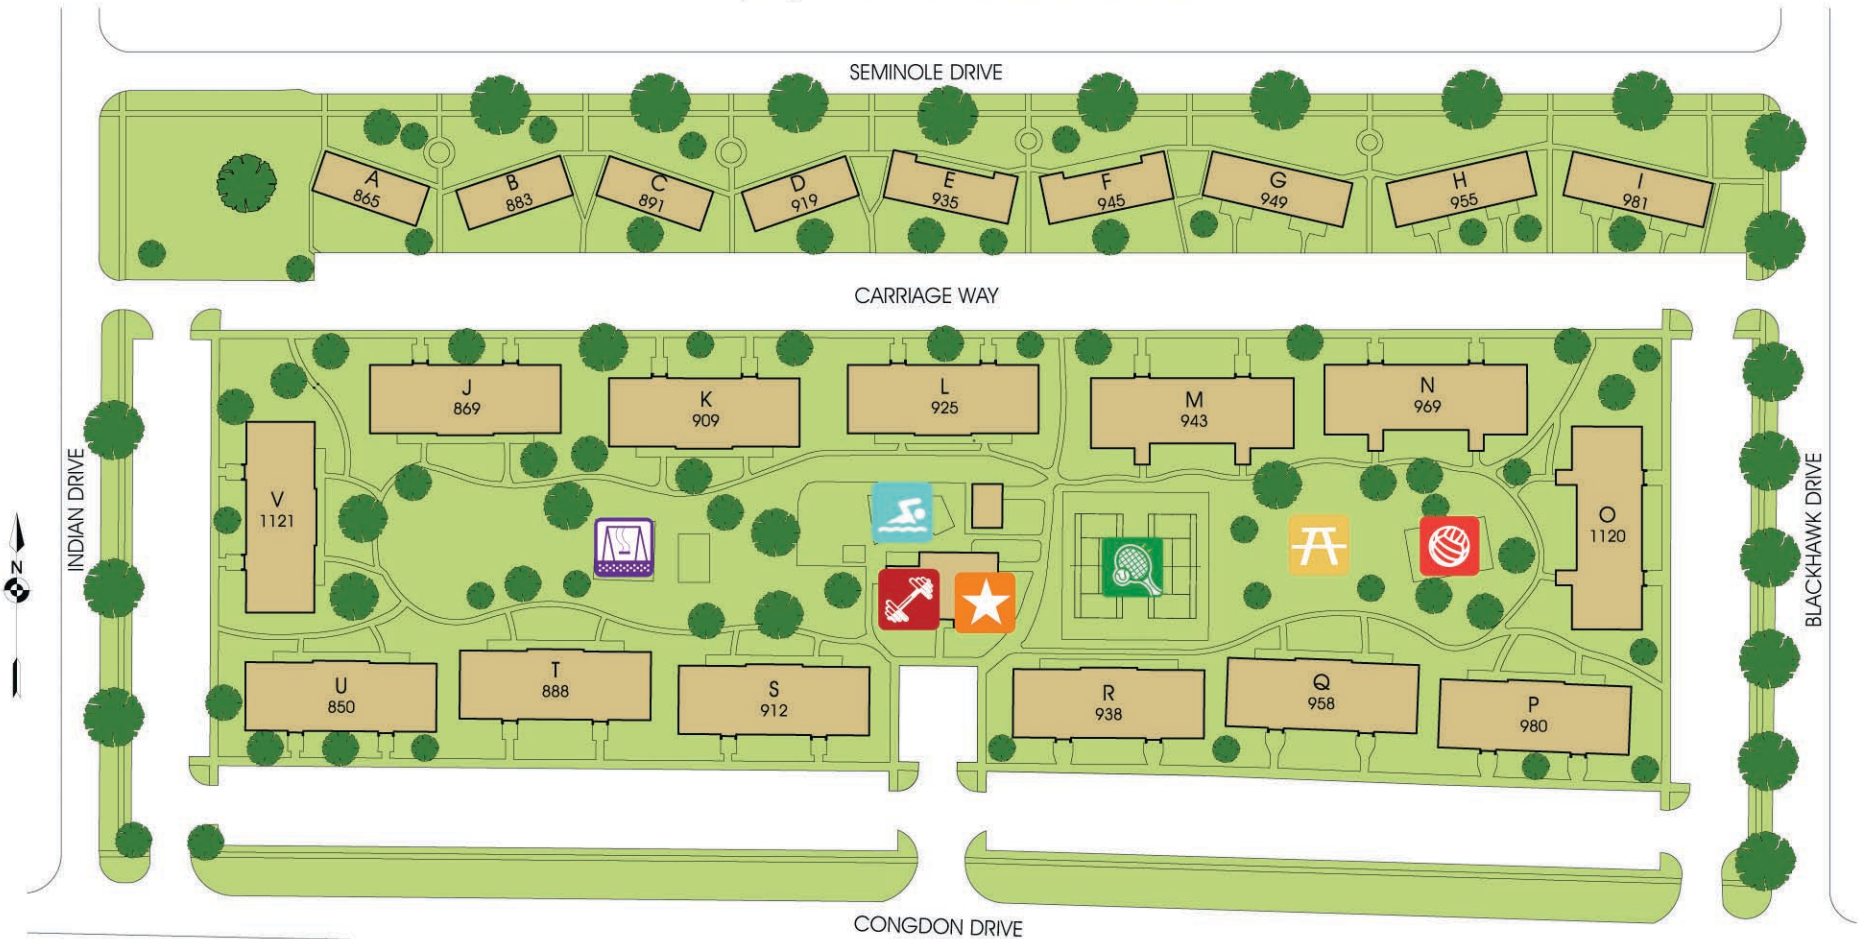 SEMINOLE DRIVE
A
865
B
883
C
891
D
919
E
935
F
945
G
949
H
955
I
981
CARRIAGE WAY
J
869
K
909
L
925
M
943
N
969
V
1121
O
1120
INDIAN DRIVE
BLACKHAWK DRIVE
N
U
850
T
888
S
912
R
938
Q
958
P
980
CONGDON DRIVE